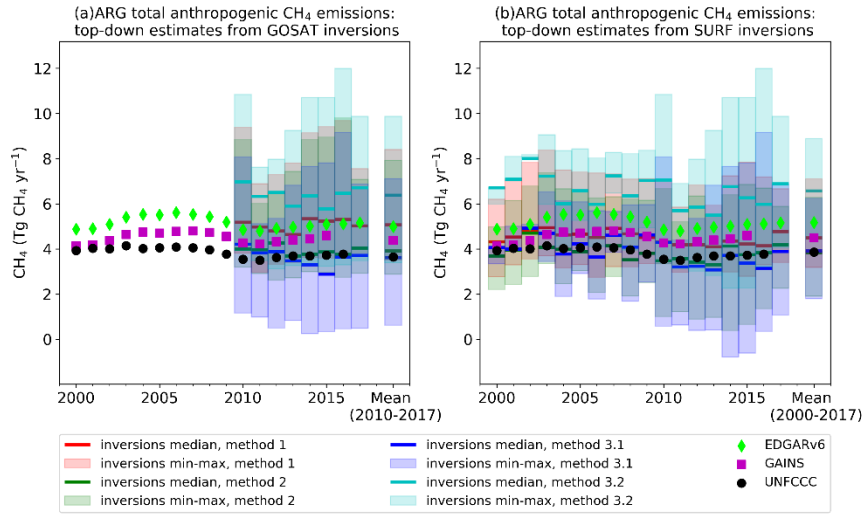 (a)ARG total anthropogenic CH₄ emissions:
top-down estimates from GOSAT inversions
(b)ARG total anthropogenic CH₄ emissions:
top-down estimates from SURF inversions
CH₄ (Tg CH₄ yr⁻¹)
12
10
8
6
4
2
0
2000
2005
2010
2015
Mean
(2010-2017)
CH₄ (Tg CH₄ yr⁻¹)
12
10
8
6
4
2
0
2000
2005
2010
2015
Mean
(2000-2017)
inversions median, method 1
inversions min-max, method 1
inversions median, method 2
inversions min-max, method 2
inversions median, method 3.1
inversions min-max, method 3.1
inversions median, method 3.2
inversions min-max, method 3.2
EDGARv6
GAINS
UNFCCC